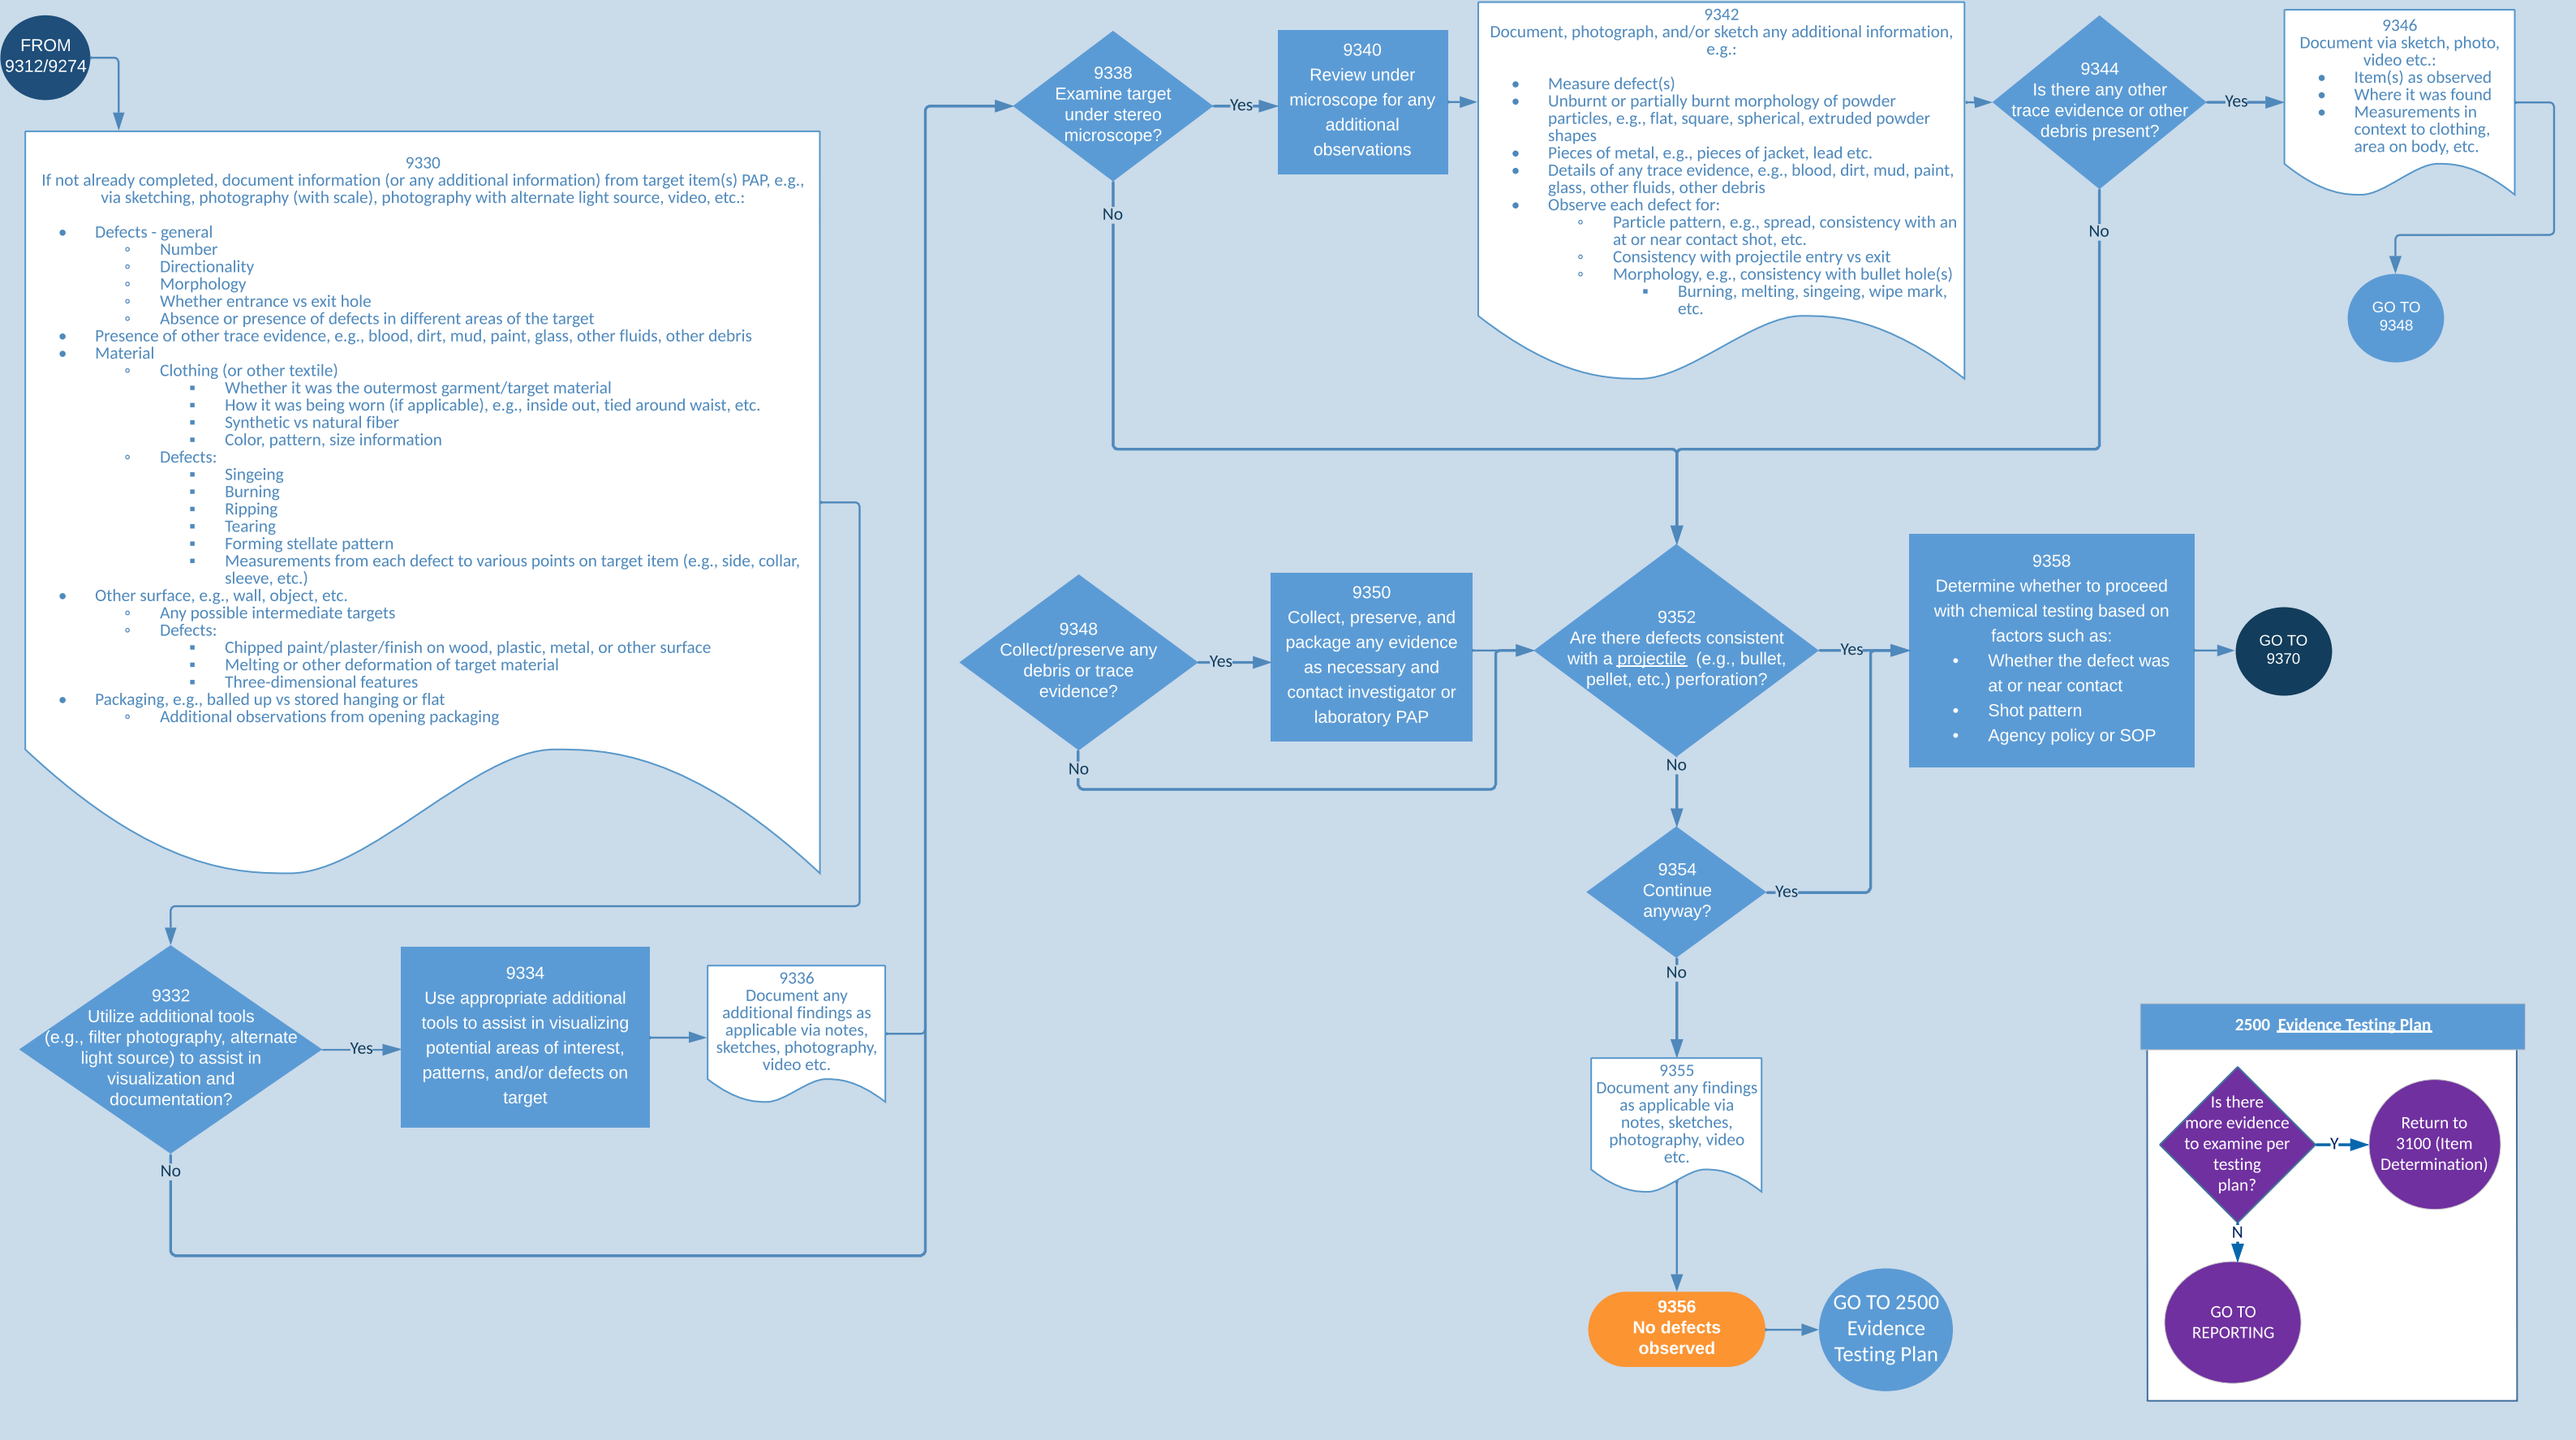 FROM
9312/9274
9330
If not already completed, document information (or any additional information) from target item(s) PAP, e.g.,
via sketching, photography (with scale), photography with alternate light source, video, etc.:
• Defects - general
◦ Number
◦ Directionality
◦ Morphology
◦ Whether entrance vs exit hole
◦ Absence or presence of defects in different areas of the target
• Presence of other trace evidence, e.g., blood, dirt, mud, paint, glass, other fluids, other debris
• Material
◦ Clothing (or other textile)
▪ Whether it was the outermost garment/target material
▪ How it was being worn (if applicable), e.g., inside out, tied around waist, etc.
▪ Synthetic vs natural fiber
▪ Color, pattern, size information
◦ Defects:
▪ Singeing
▪ Burning
▪ Ripping
▪ Tearing
▪ Forming stellate pattern
▪ Measurements from each defect to various points on target item (e.g., side, collar,
sleeve, etc.)
• Other surface, e.g., wall, object, etc.
◦ Any possible intermediate targets
◦ Defects:
▪ Chipped paint/plaster/finish on wood, plastic, metal, or other surface
▪ Melting or other deformation of target material
▪ Three-dimensional features
• Packaging, e.g., balled up vs stored hanging or flat
◦ Additional observations from opening packaging
9332
Utilize additional tools
(e.g., filter photography, alternate
light source) to assist in
visualization and
documentation?
Yes
No
9334
Use appropriate additional
tools to assist in visualizing
potential areas of interest,
patterns, and/or defects on
target
9336
Document any
additional findings as
applicable via notes,
sketches, photography,
video etc.
9338
Examine target
under stereo
microscope?
Yes
No
9340
Review under
microscope for any
additional
observations
9342
Document, photograph, and/or sketch any additional information,
e.g.:
• Measure defect(s)
• Unburnt or partially burnt morphology of powder
particles, e.g., flat, square, spherical, extruded powder
shapes
• Pieces of metal, e.g., pieces of jacket, lead etc.
• Details of any trace evidence, e.g., blood, dirt, mud, paint,
glass, other fluids, other debris
• Observe each defect for:
◦ Particle pattern, e.g., spread, consistency with an
at or near contact shot, etc.
◦ Consistency with projectile entry vs exit
◦ Morphology, e.g., consistency with bullet hole(s)
▪ Burning, melting, singeing, wipe mark,
etc.
9344
Is there any other
trace evidence or other
debris present?
Yes
No
9346
Document via sketch, photo,
video etc.:
• Item(s) as observed
• Where it was found
• Measurements in
context to clothing,
area on body, etc.
GO TO
9348
9348
Collect/preserve any
debris or trace
evidence?
Yes
No
9350
Collect, preserve, and
package any evidence
as necessary and
contact investigator or
laboratory PAP
9352
Are there defects consistent
with a projectile (e.g., bullet,
pellet, etc.) perforation?
Yes
No
9358
Determine whether to proceed
with chemical testing based on
factors such as:
• Whether the defect was
at or near contact
• Shot pattern
• Agency policy or SOP
GO TO
9370
9354
Continue
anyway?
Yes
No
9355
Document any findings
as applicable via
notes, sketches,
photography, video
etc.
9356
No defects
observed
GO TO 2500
Evidence
Testing Plan
2500 Evidence Testing Plan
Is there
more evidence
to examine per
testing
plan?
Y
Return to
3100 (Item
Determination)
N
GO TO
REPORTING